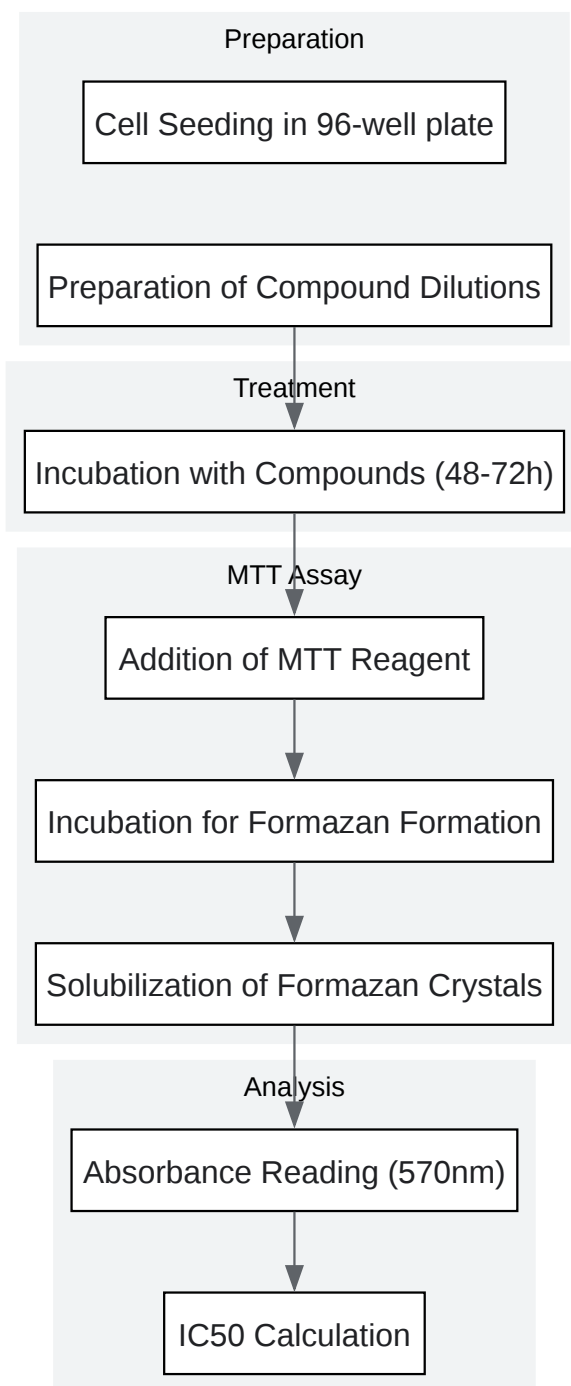 Preparation
Cell Seeding in 96-well plate
Preparation of Compound Dilutions
Treatment
Incubation with Compounds (48-72h)
MTT Assay
Addition of MTT Reagent
Incubation for Formazan Formation
Solubilization of Formazan Crystals
Analysis
Absorbance Reading (570nm)
IC50 Calculation